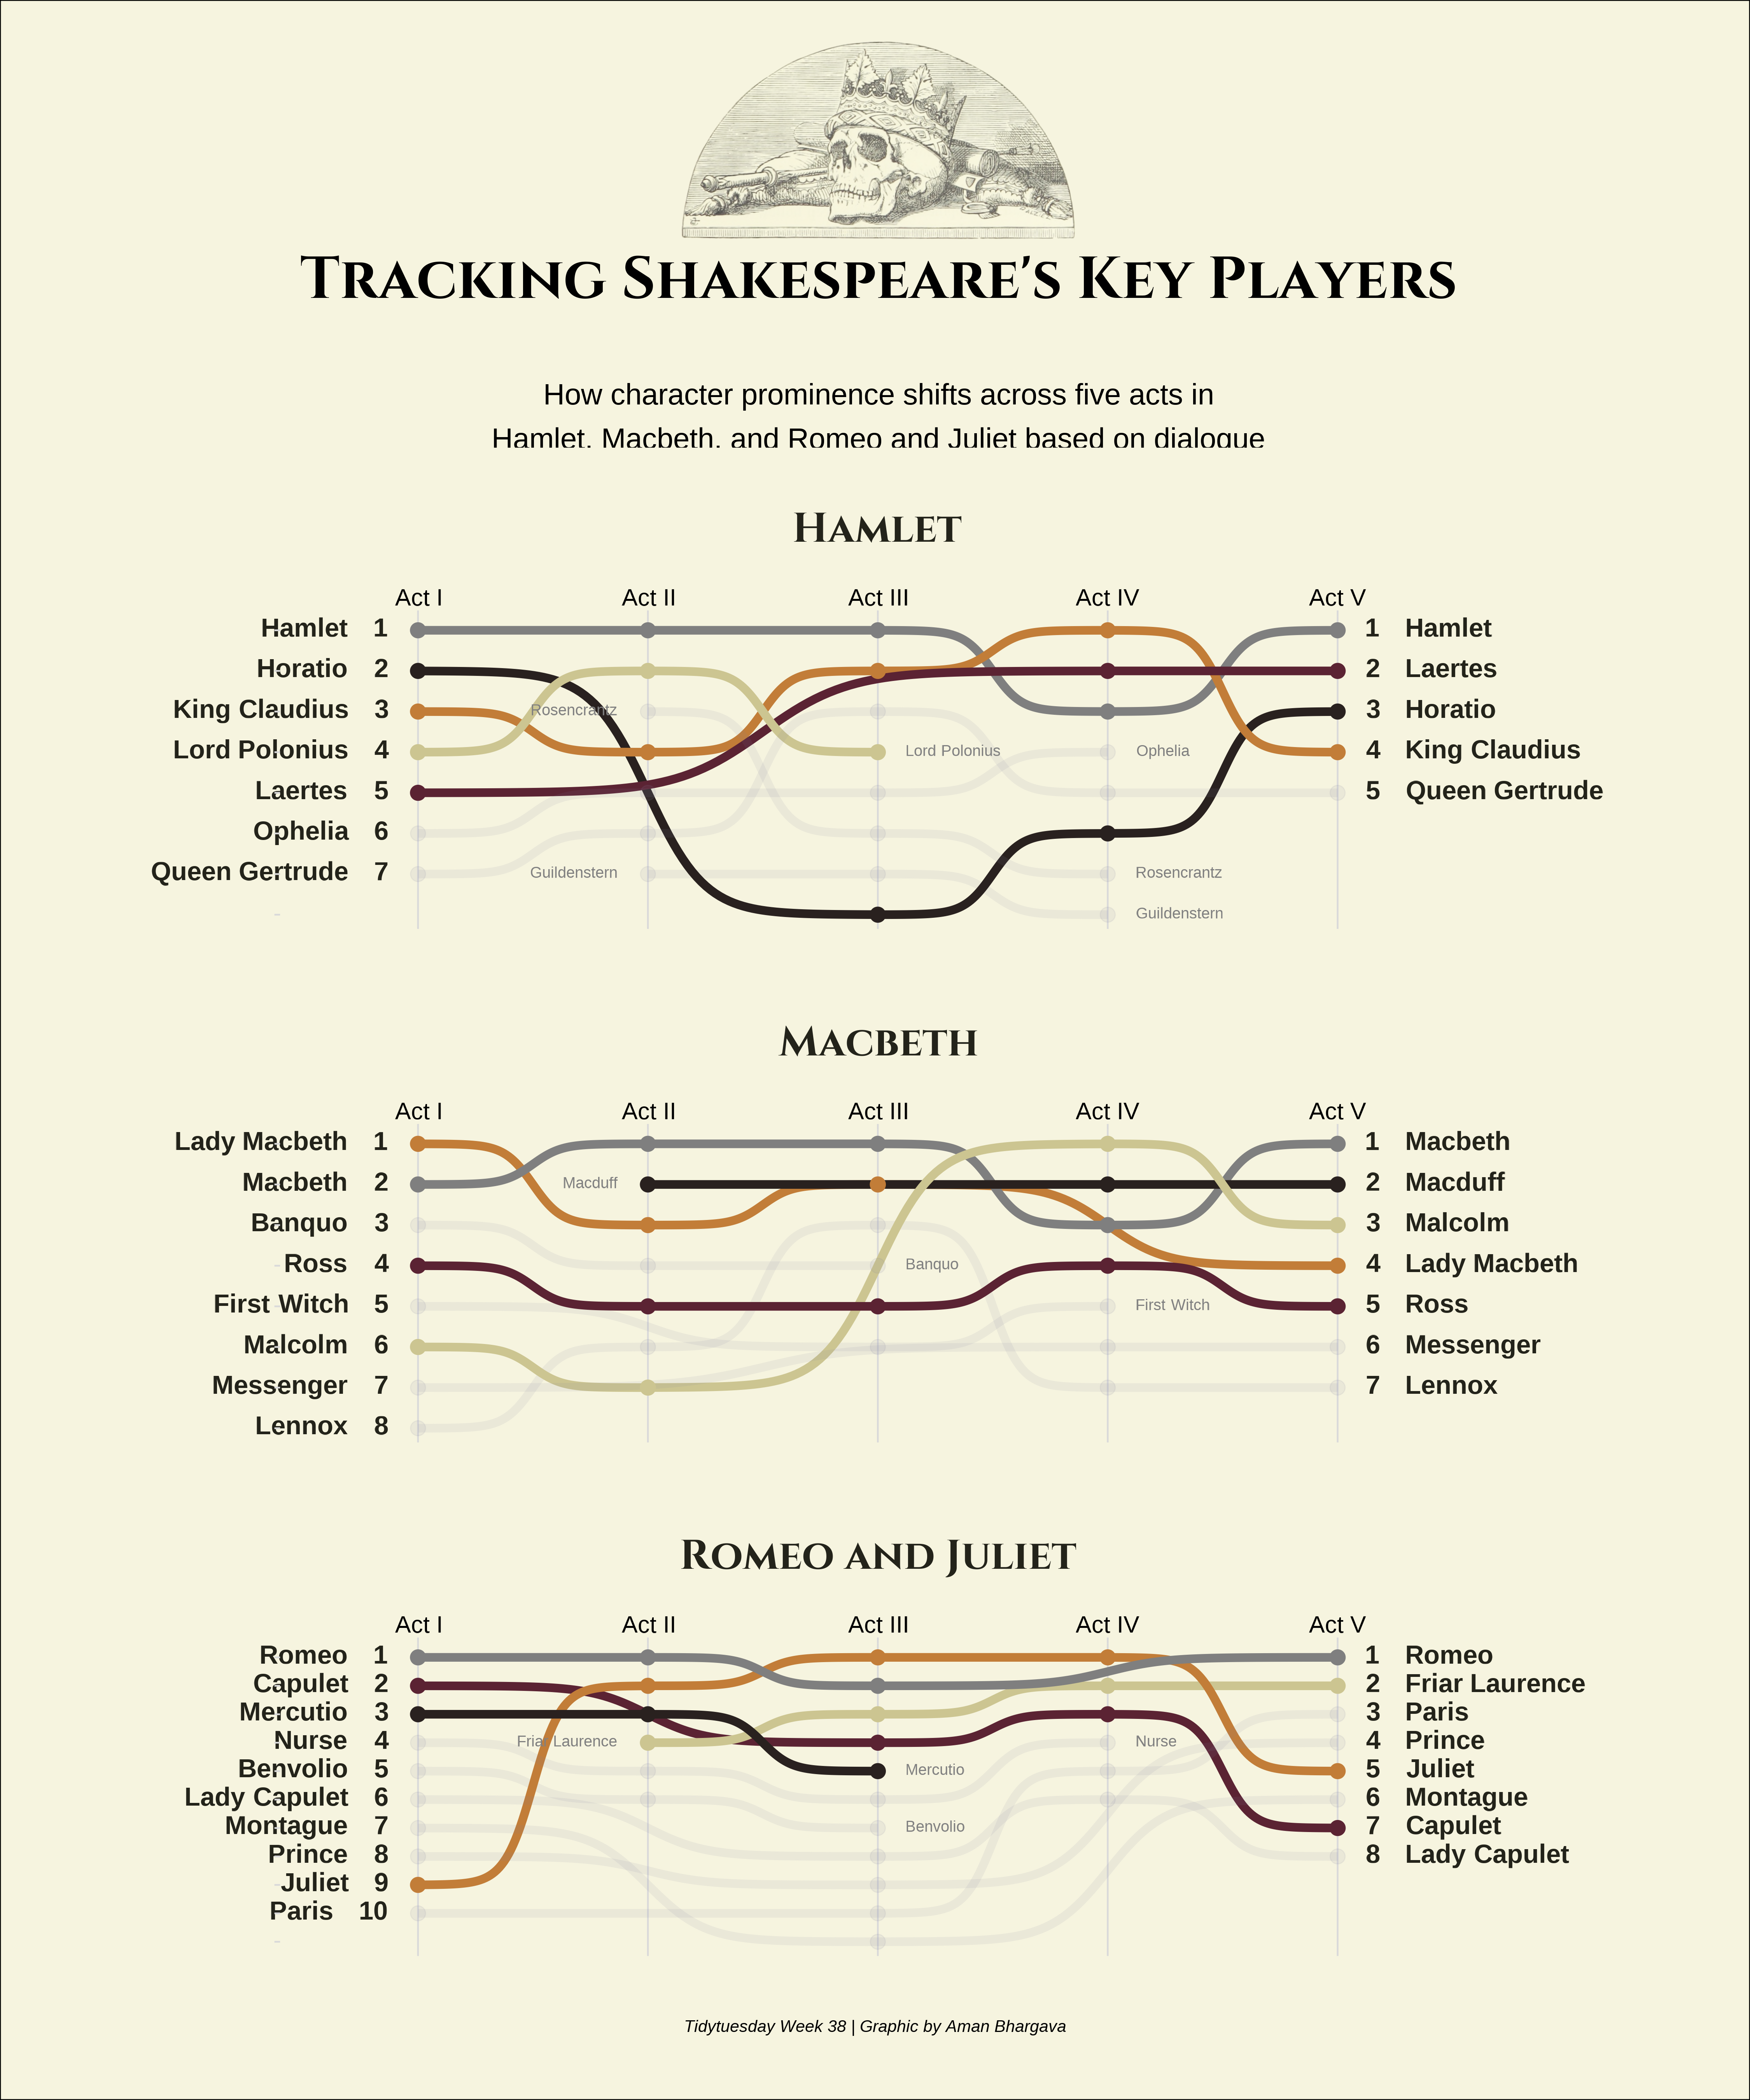 Tracking Shakespeare's Key Players
How character prominence shifts across five acts in
Hamlet, Macbeth, and Romeo and Juliet based on dialogue
Hamlet
Act I Act II Act III Act IV Act V
Hamlet 1 1 Hamlet
Horatio 2 2 Laertes
King Claudius 3 Rosencrantz 3 Horatio
Lord Polonius 4 Lord Polonius Ophelia 4 King Claudius
Laertes 5 5 Queen Gertrude
Ophelia 6
Queen Gertrude 7 Guildenstern Rosencrantz
Guildenstern
Macbeth
Act I Act II Act III Act IV Act V
Lady Macbeth 1 1 Macbeth
Macbeth 2 Macduff 2 Macduff
Banquo 3 3 Malcolm
Ross 4 Banquo 4 Lady Macbeth
First Witch 5 First Witch 5 Ross
Malcolm 6 6 Messenger
Messenger 7 7 Lennox
Lennox 8
Romeo and Juliet
Act I Act II Act III Act IV Act V
Romeo 1 1 Romeo
Capulet 2 2 Friar Laurence
Mercutio 3 3 Paris
Nurse 4 Friar Laurence Nurse 4 Prince
Benvolio 5 Mercutio 5 Juliet
Lady Capulet 6 6 Montague
Montague 7 Benvolio 7 Capulet
Prince 8 8 Lady Capulet
Juliet 9
Paris 10
Tidytuesday Week 38 | Graphic by Aman Bhargava